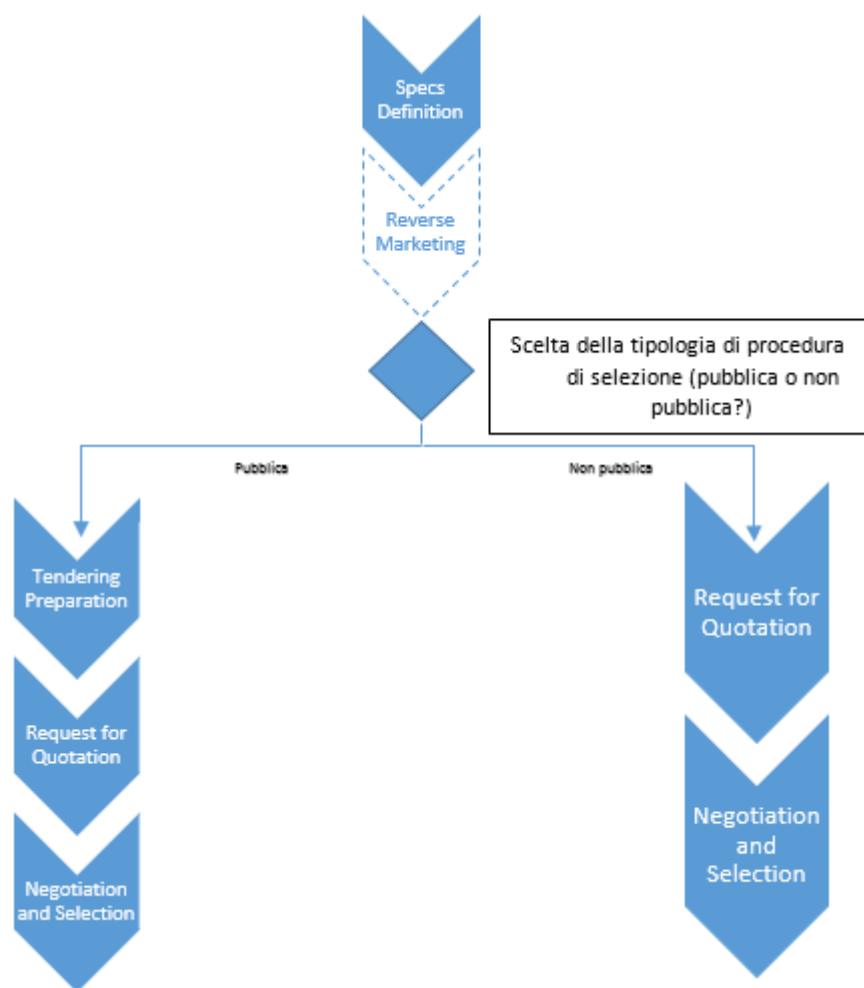 Specs
Definition
Reverse
Marketing
Scelta della tipologia di procedura
di selezione (pubblica o non
pubblica?)
Pubblica
Non pubblica
Tendering
Preparation
Request for
Quotation
Negotiation
and Selection
Request for
Quotation
Negotiation
and
Selection